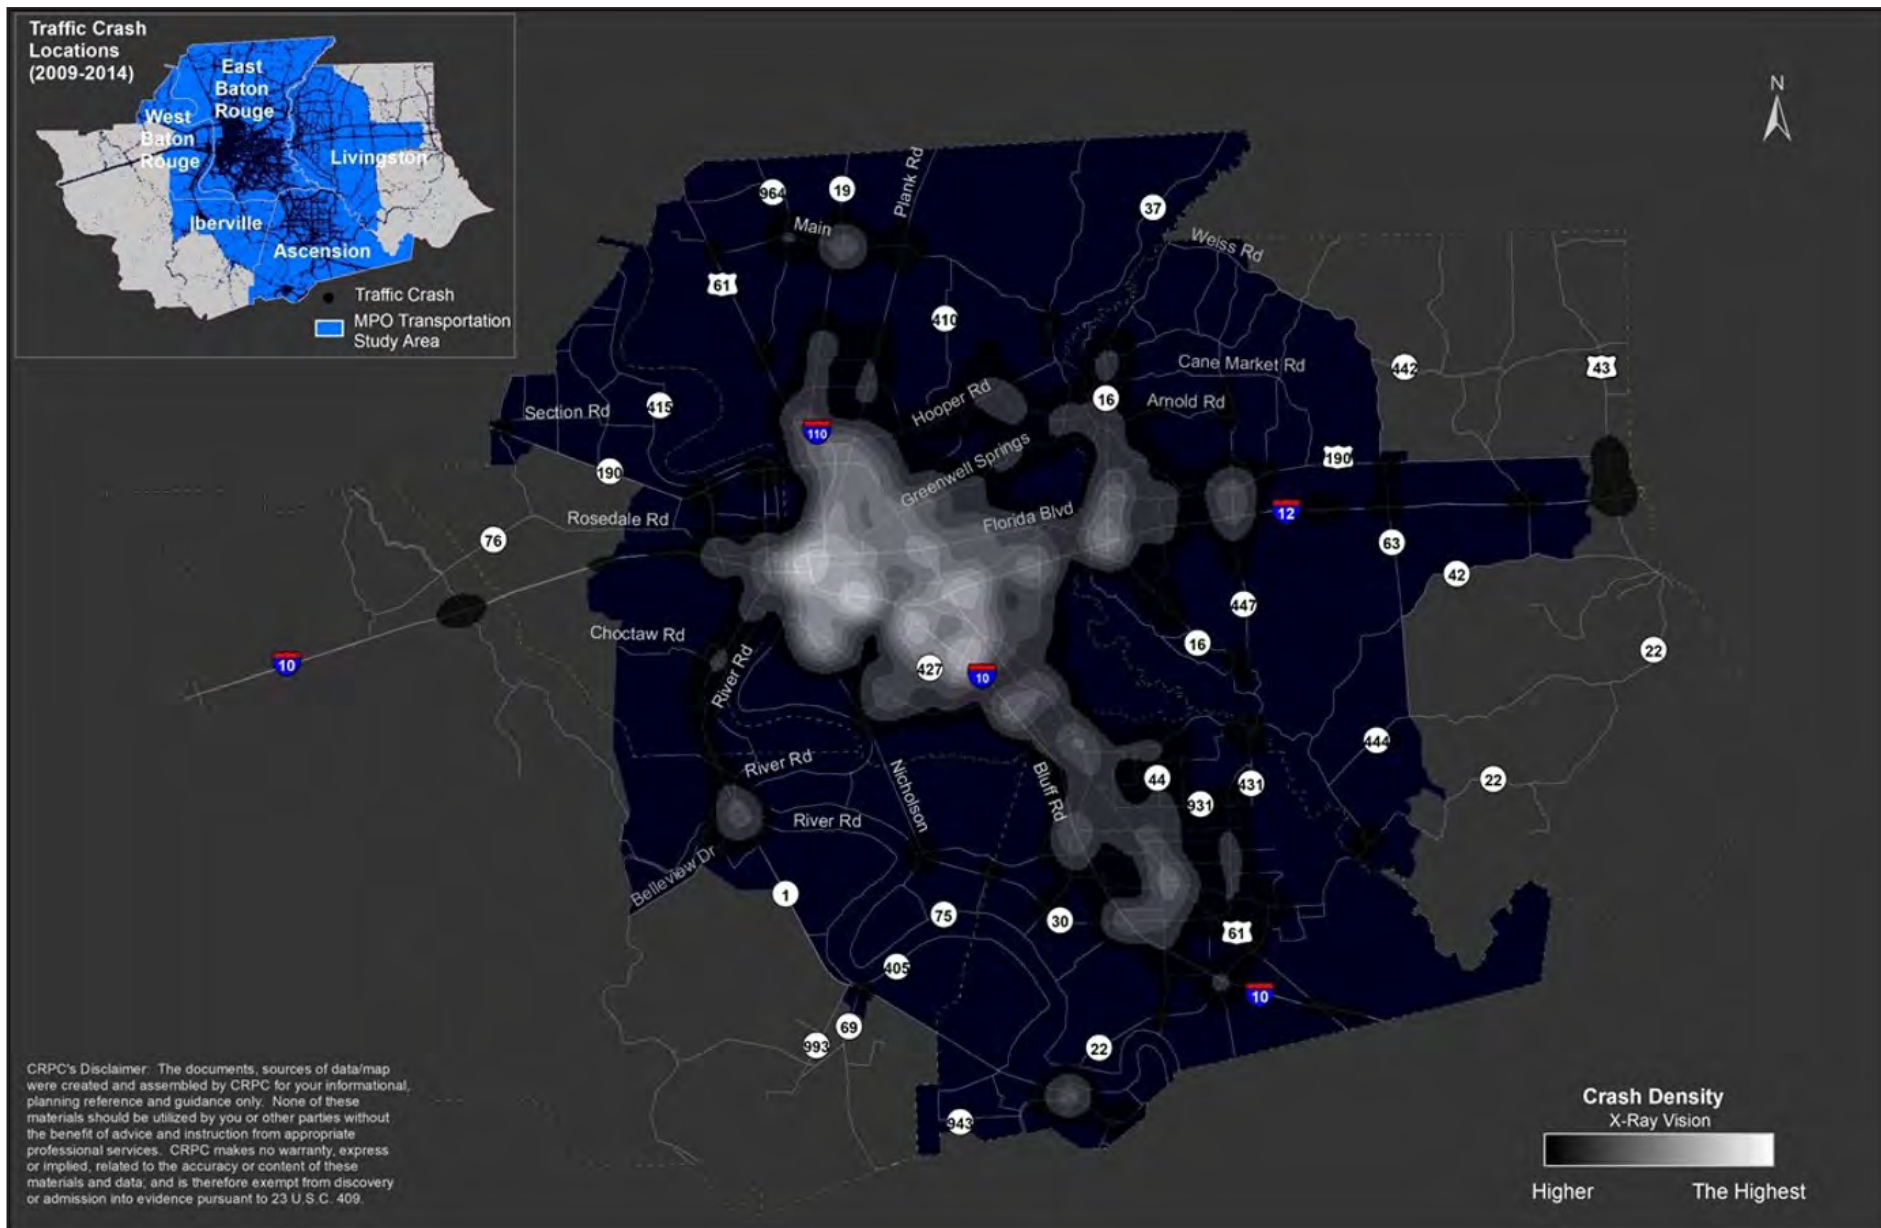 Traffic Crash
Locations
(2009-2014)
East
Baton
Rouge
West
Baton
Rouge
Livingston
Iberville
Ascension
Traffic Crash
MPO Transportation
Study Area
N
964
19
Plank Rd
37
Main
Weiss Rd
61
410
Cane Market Rd
442
43
Hooper Rd
16
Arnold Rd
Section Rd
415
110
Greenwell Springs
190
190
Florida Blvd
12
Rosedale Rd
76
63
42
447
Choctaw Rd
16
22
10
River Rd
427
10
444
River Rd
Nicholson
Bluff Rd
44
431
22
931
River Rd
Belleview Dr
1
75
30
61
405
10
69
993
22
943
CRPC's Disclaimer: The documents, sources of data/map
were created and assembled by CRPC for your informational,
planning reference and guidance only. None of these
materials should be utilized by you or other parties without
the benefit of advice and instruction from appropriate
professional services. CRPC makes no warranty, express
or implied, related to the accuracy or content of these
materials and data, and is therefore exempt from discovery
or admission into evidence pursuant to 23 U.S.C. 409.
Crash Density
X-Ray Vision
Higher The Highest